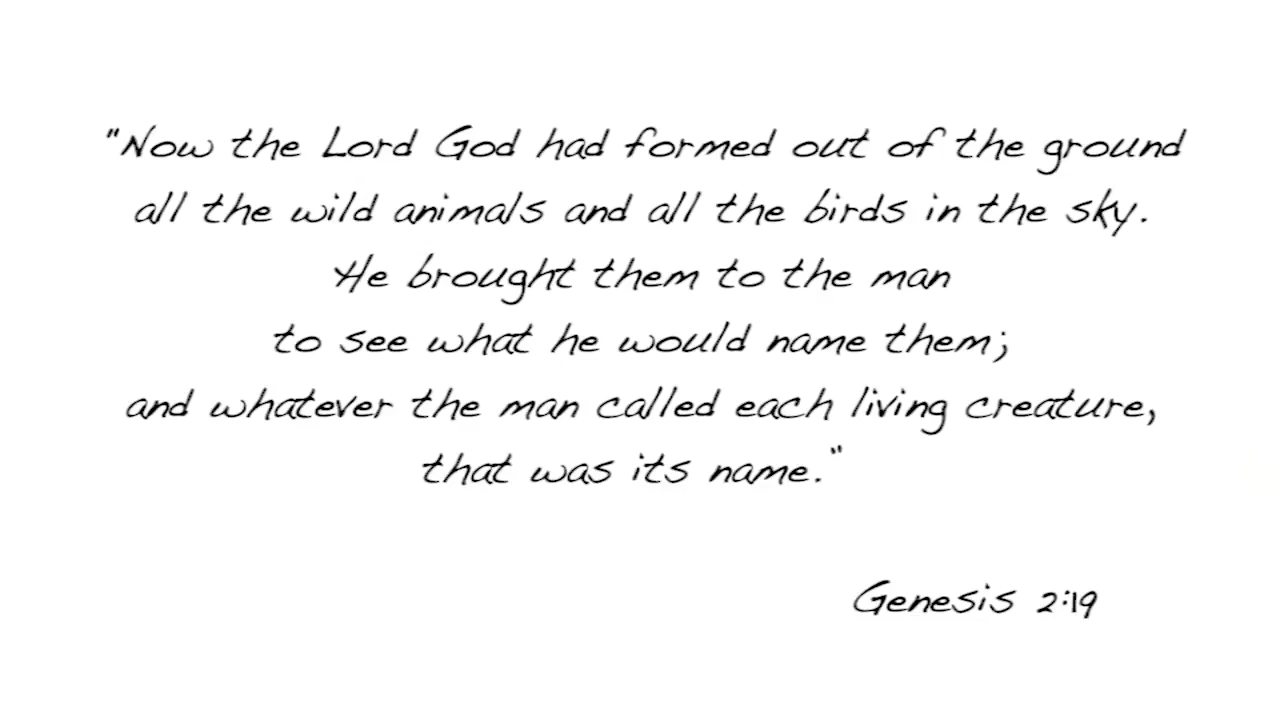 "Now the Lord God had formed out of the ground
all the wild animals and all the birds in the sky.
He brought them to the man
to see what he would name them;
and whatever the man called each living creature,
that was its name."
Genesis 2:19